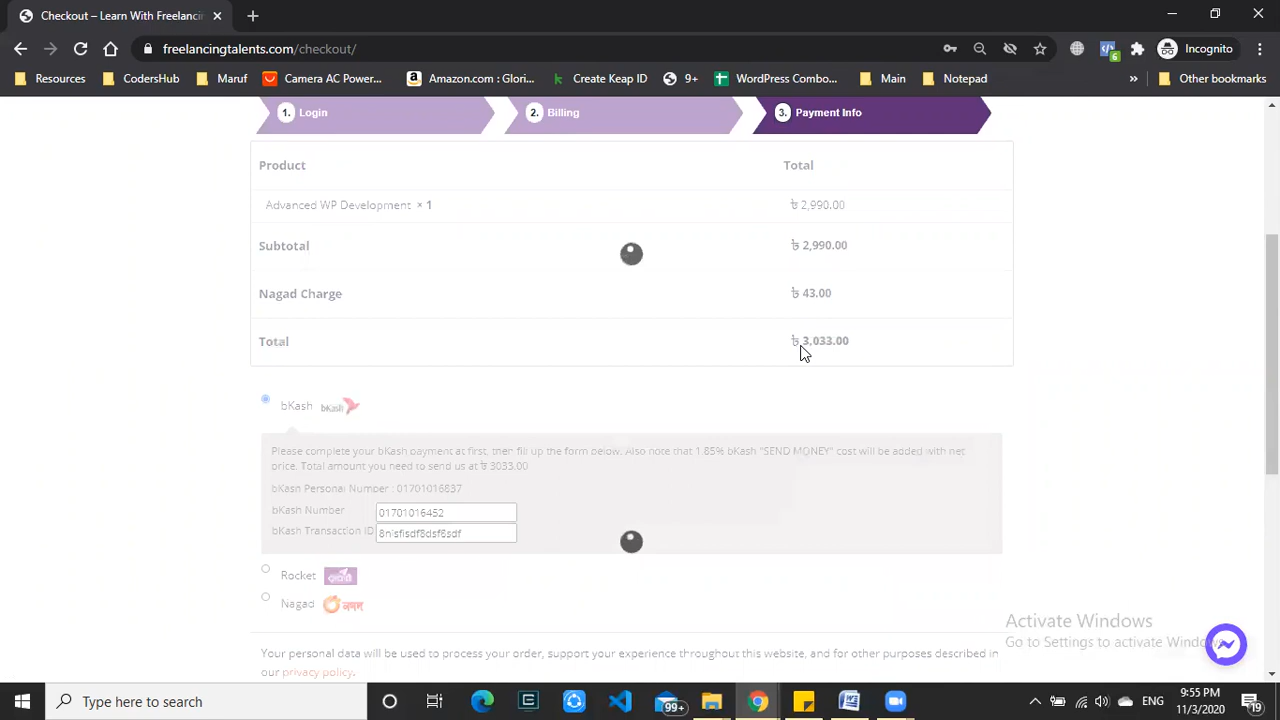 Checkout – Learn With Freelancin
freelancingtalents.com/checkout/
6
Incognito
Resources
CodersHub
Maruf
Camera AC Power...
Amazon.com : Glori...
Create Keap ID
9+
WordPress Combo...
Main
Notepad
»
Other bookmarks
1. Login
2. Billing
3. Payment Info
Product Total
Advanced WP Development × 1 ৳ 2,990.00
Subtotal ৳ 2,990.00
Nagad Charge ৳ 43.00
Total ৳ 3,033.00
bKash bKash
Please complete your bKash payment at first, then fill up the form below. Also note that 1.85% bKash "SEND MONEY" cost will be added with net
price. Total amount you need to send us at ৳ 3033.00
bKash Personal Number : 01701016837
bKash Number 01701016452
bKash Transaction ID
Rocket
Nagad নগদ
Activate Windows
Go to Settings to activate Windows.
Your personal data will be used to process your order, support your experience throughout this website, and for other purposes described in
our privacy policy.
Type here to search
99+
ENG
9:55 PM
11/3/2020
19